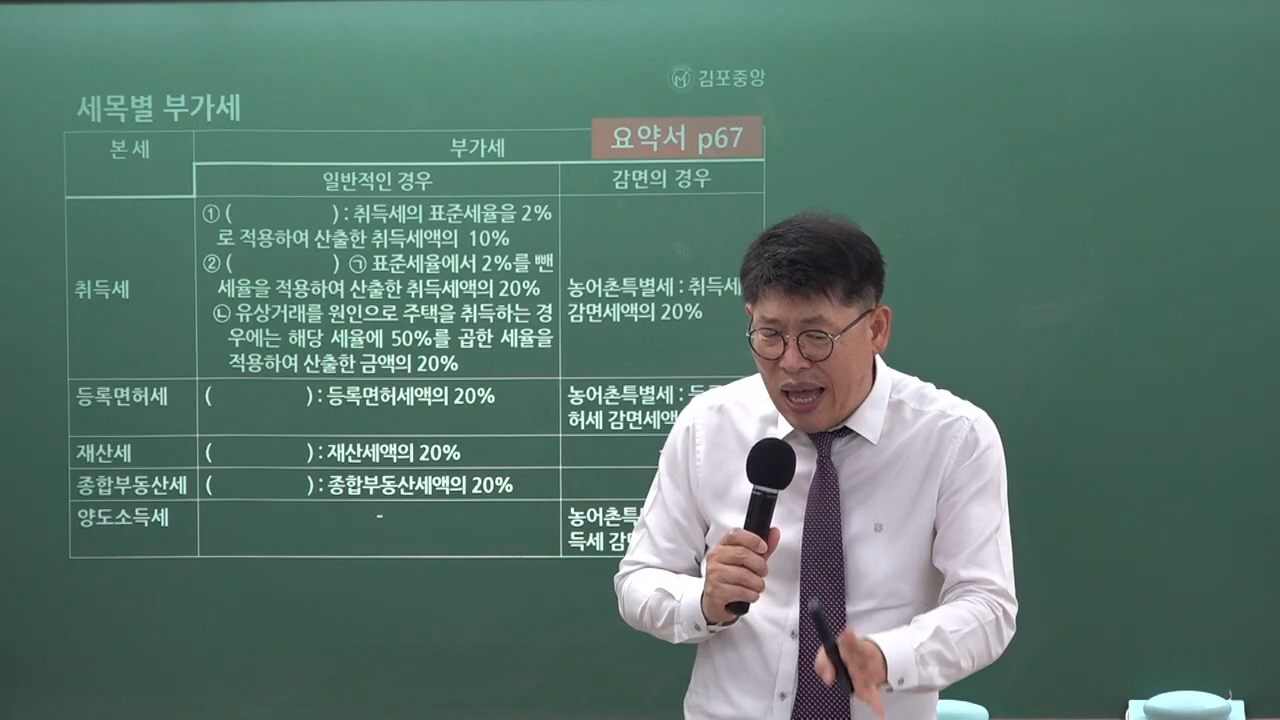 김포중앙
세목별 부가세
요약서 p67
본세
부가세
일반적인 경우
감면의 경우
취득세
① ( ) : 취득세의 표준세율을 2%
로 적용하여 산출한 취득세액의 10%
② ( ) ㉠ 표준세율에서 2%를 뺀
세율을 적용하여 산출한 취득세액의 20%
㉡ 유상거래를 원인으로 주택을 취득하는 경
우에는 해당 세율에 50%를 곱한 세율을
적용하여 산출한 금액의 20%
농어촌특별세 : 취득세
감면세액의 20%
등록면허세
( ) : 등록면허세액의 20%
농어촌특별세 :
허세 감면세액
재산세
( ) : 재산세액의 20%
종합부동산세
( ) : 종합부동산세액의 20%
양도소득세
-
농어촌특
득세